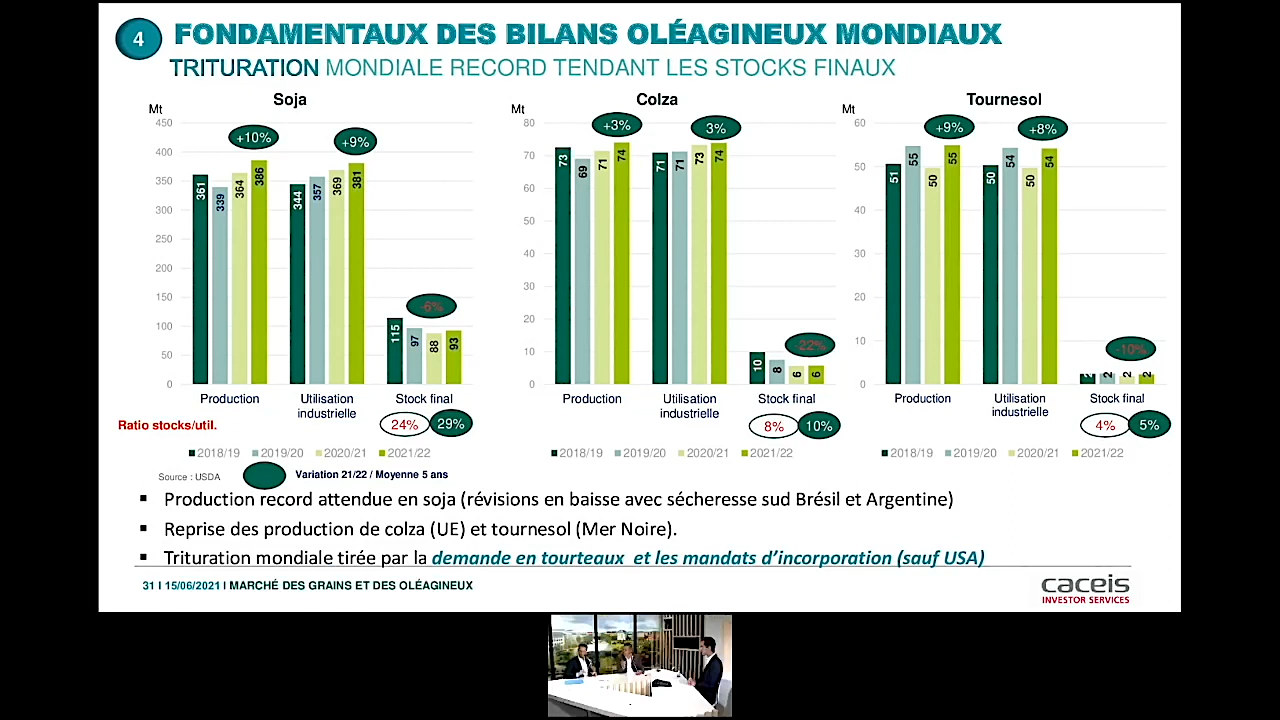 4 FONDAMENTAUX DES BILANS OLÉAGINEUX MONDIAUX
TRITURATION MONDIALE RECORD TENDANT LES STOCKS FINAUX
Soja
Mt
450
400
350
300
250
200
150
100
50
0
+10%
+9%
-6%
361
339
364
386
344
357
369
381
115
97
88
93
Production
Utilisation industrielle
Stock final
Colza
Mt
80
70
60
50
40
30
20
10
0
+3%
3%
-22%
73
69
71
74
71
71
73
74
10
8
6
6
Production
Utilisation industrielle
Stock final
Tournesol
Mt
60
50
40
30
20
10
0
+9%
+8%
-10%
51
55
50
55
50
54
50
54
2
2
2
2
Production
Utilisation industrielle
Stock final
Ratio stocks/util.
24% 29%
8% 10%
4% 5%
2018/19 2019/20 2020/21 2021/22
2018/19 2019/20 2020/21 2021/22
2018/19 2019/20 2020/21 2021/22
Source : USDA
Variation 21/22 / Moyenne 5 ans
▪ Production record attendue en soja (révisions en baisse avec sécheresse sud Brésil et Argentine)
▪ Reprise des production de colza (UE) et tournesol (Mer Noire).
▪ Trituration mondiale tirée par la demande en tourteaux et les mandats d'incorporation (sauf USA)
31 I 15/06/2021 I MARCHÉ DES GRAINS ET DES OLÉAGINEUX
caceis
INVESTOR SERVICES